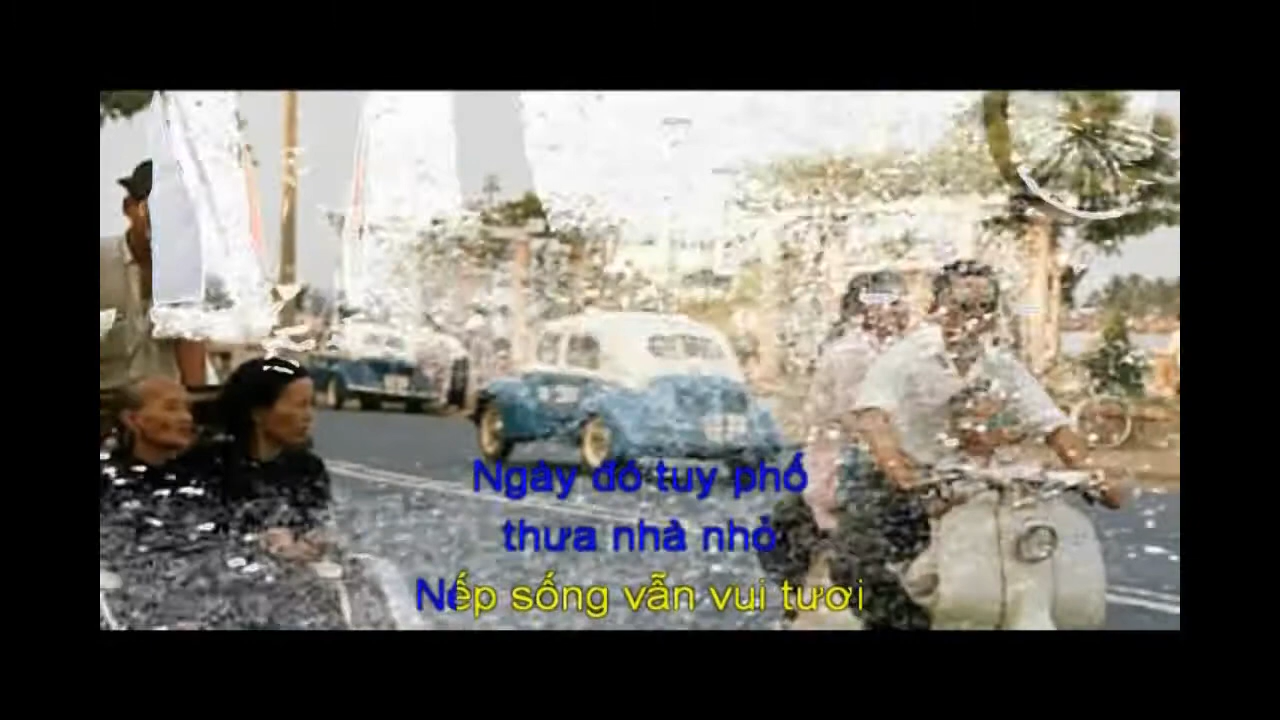 Ngày đó tuy phố
thưa nhà nhỏ
Nếp sống vẫn vui tươi